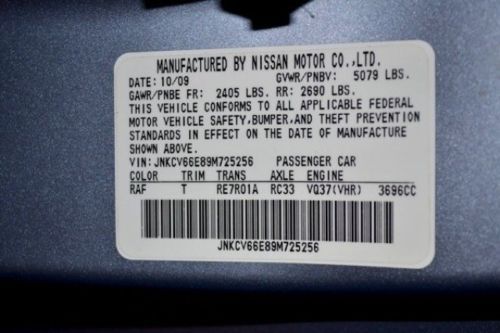 MANUFACTURED BY NISSAN MOTOR CO.,LTD.
DATE: 10/09 GVWR/PNBV: 5079 LBS.
GAWR/PNBE FR: 2405 LBS. RR: 2690 LBS.
THIS VEHICLE CONFORMS TO ALL APPLICABLE FEDERAL
MOTOR VEHICLE SAFETY,BUMPER,AND THEFT PREVENTION
STANDARDS IN EFFECT ON THE DATE OF MANUFACTURE
SHOWN ABOVE.
VIN: JNKCV66E89M725256 PASSENGER CAR
COLOR TRIM TRANS AXLE ENGINE
RAF T RE7R01A RC33 VQ37(VHR) 3696CC
JNKCV66E89M725256